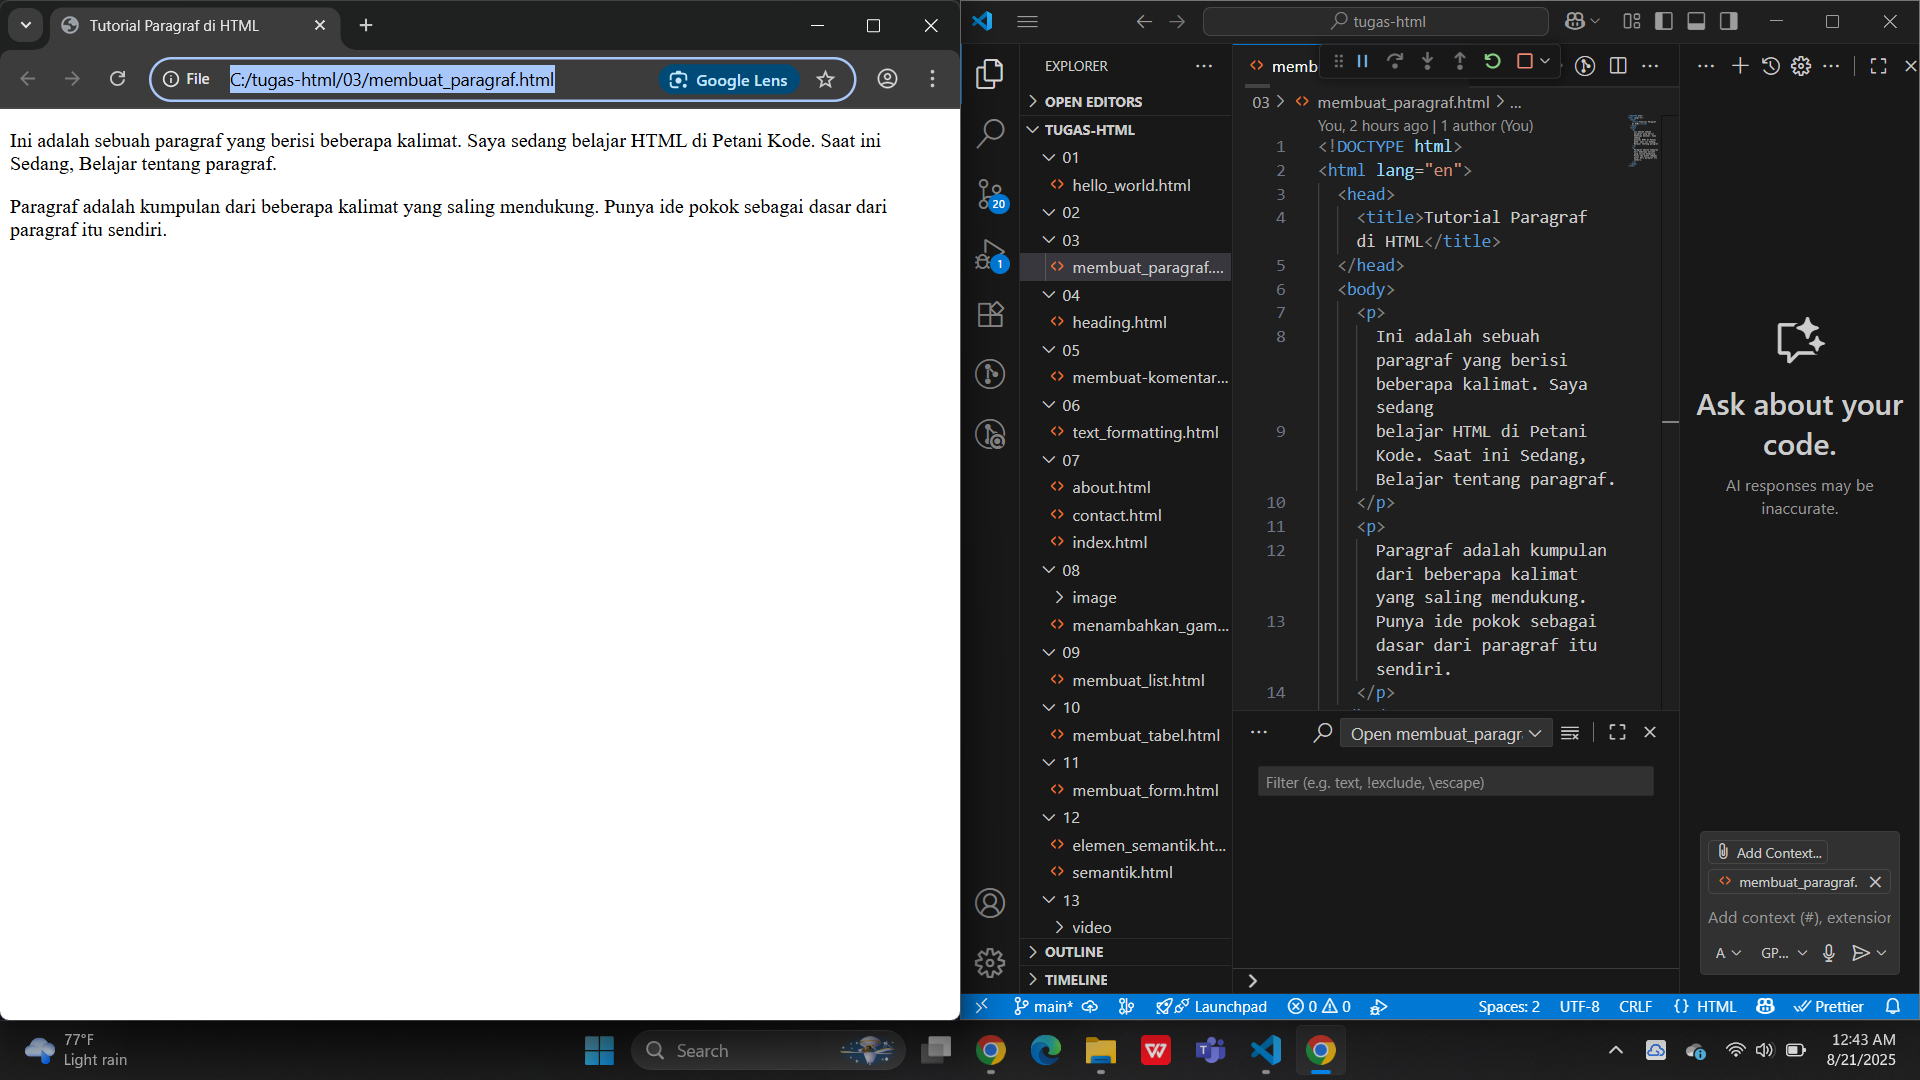 Tutorial Paragraf di HTML
File
C:/tugas-html/03/membuat_paragraf.html
Google Lens
Ini adalah sebuah paragraf yang berisi beberapa kalimat. Saya sedang belajar HTML di Petani Kode. Saat ini
Sedang, Belajar tentang paragraf.
Paragraf adalah kumpulan dari beberapa kalimat yang saling mendukung. Punya ide pokok sebagai dasar dari
paragraf itu sendiri.
tugas-html
20
1
EXPLORER
OPEN EDITORS
TUGAS-HTML
01
hello_world.html
02
03
membuat_paragraf....
04
heading.html
05
membuat-komentar...
06
text_formatting.html
07
about.html
contact.html
index.html
08
image
menambahkan_gam...
09
membuat_list.html
10
membuat_tabel.html
11
membuat_form.html
12
elemen_semantik.ht...
semantik.html
13
video
OUTLINE
TIMELINE
memb
03 > membuat_paragraf.html > ...
You, 2 hours ago | 1 author (You)
1 <!DOCTYPE html>
2 <html lang="en">
3 <head>
4 <title>Tutorial Paragraf
di HTML</title>
5 </head>
6 <body>
7 <p>
8 Ini adalah sebuah
paragraf yang berisi
beberapa kalimat. Saya
sedang
9 belajar HTML di Petani
Kode. Saat ini Sedang,
Belajar tentang paragraf.
10 </p>
11 <p>
12 Paragraf adalah kumpulan
dari beberapa kalimat
yang saling mendukung.
13 Punya ide pokok sebagai
dasar dari paragraf itu
sendiri.
14 </p>
Open membuat_paragr
Filter (e.g. text, !exclude, \escape)
Ask about your
code.
AI responses may be
inaccurate.
Add Context...
membuat_paragraf.
Add context (#), extension
A
GP...
main*
Launchpad
0
0
Spaces: 2
UTF-8
CRLF
{ } HTML
Prettier
77°F
Light rain
Search
12:43 AM
8/21/2025